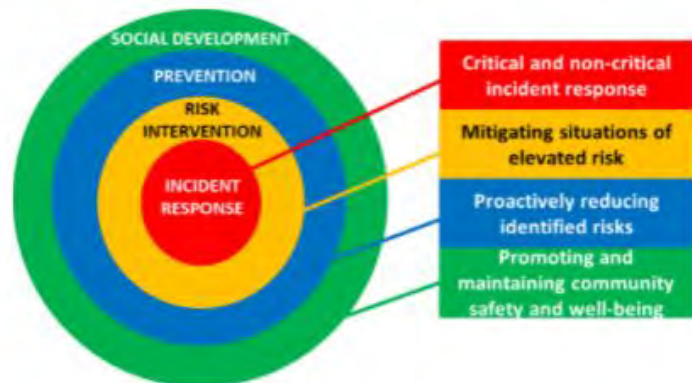 SOCIAL DEVELOPMENT
PREVENTION
RISK
INTERVENTION
INCIDENT
RESPONSE
Critical and non-critical
incident response
Mitigating situations of
elevated risk
Proactively reducing
identified risks
Promoting and
maintaining community
safety and well-being